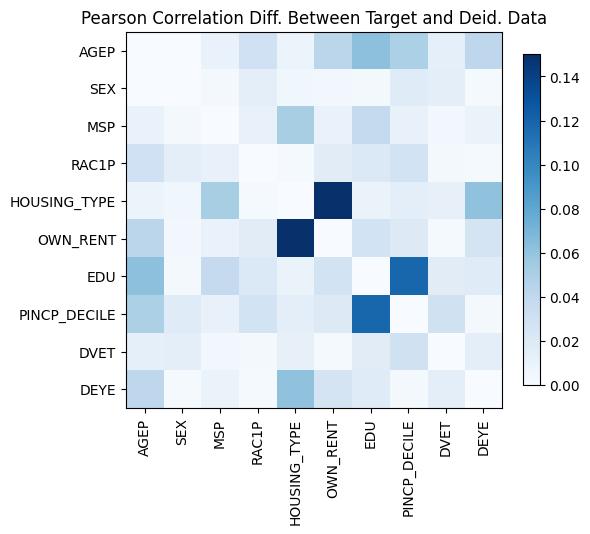 Pearson Correlation Diff. Between Target and Deid. Data
AGEP
SEX
MSP
RAC1P
HOUSING_TYPE
OWN_RENT
EDU
PINCP_DECILE
DVET
DEYE
AGEP
SEX
MSP
RAC1P
HOUSING_TYPE
OWN_RENT
EDU
PINCP_DECILE
DVET
DEYE
0.14
0.12
0.10
0.08
0.06
0.04
0.02
0.00